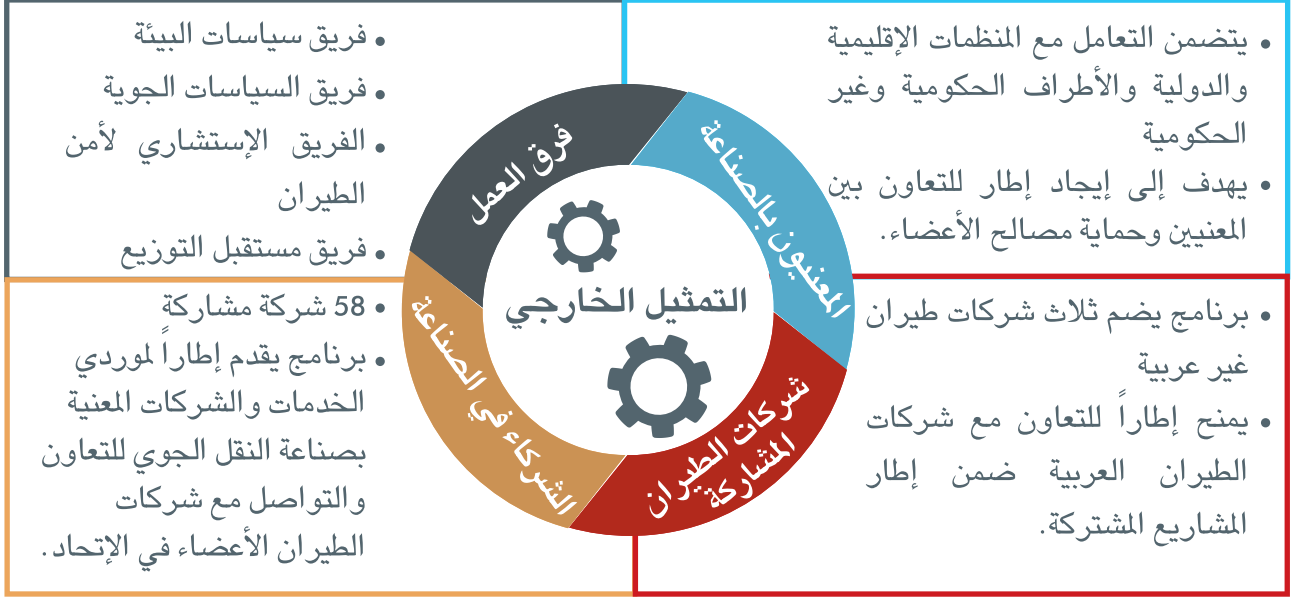 • يتضمن التعامل مع المنظمات الإقليمية
والدولية والأطراف الحكومية وغير
الحكومية
• يهدف إلى إيجاد إطار للتعاون بين
المعنيين وحماية مصالح الأعضاء.
• فريق سياسات البيئة
• فريق السياسات الجوية
• الفريق الإستشاري لأمن
الطيران
• فريق مستقبل التوزيع
المعنيون بالصناعة
فرق العمل
التمثيل الخارجي
شركات الطيران
المشاركة
الشركاء في الصناعة
• برنامج يضم ثلاث شركات طيران
غير عربية
• يمنح إطاراً للتعاون مع شركات
الطيران العربية ضمن إطار
المشاريع المشتركة.
• 58 شركة مشاركة
• برنامج يقدم إطاراً لموردي
الخدمات والشركات المعنية
بصناعة النقل الجوي للتعاون
والتواصل مع شركات
الطيران الأعضاء في الإتحاد.